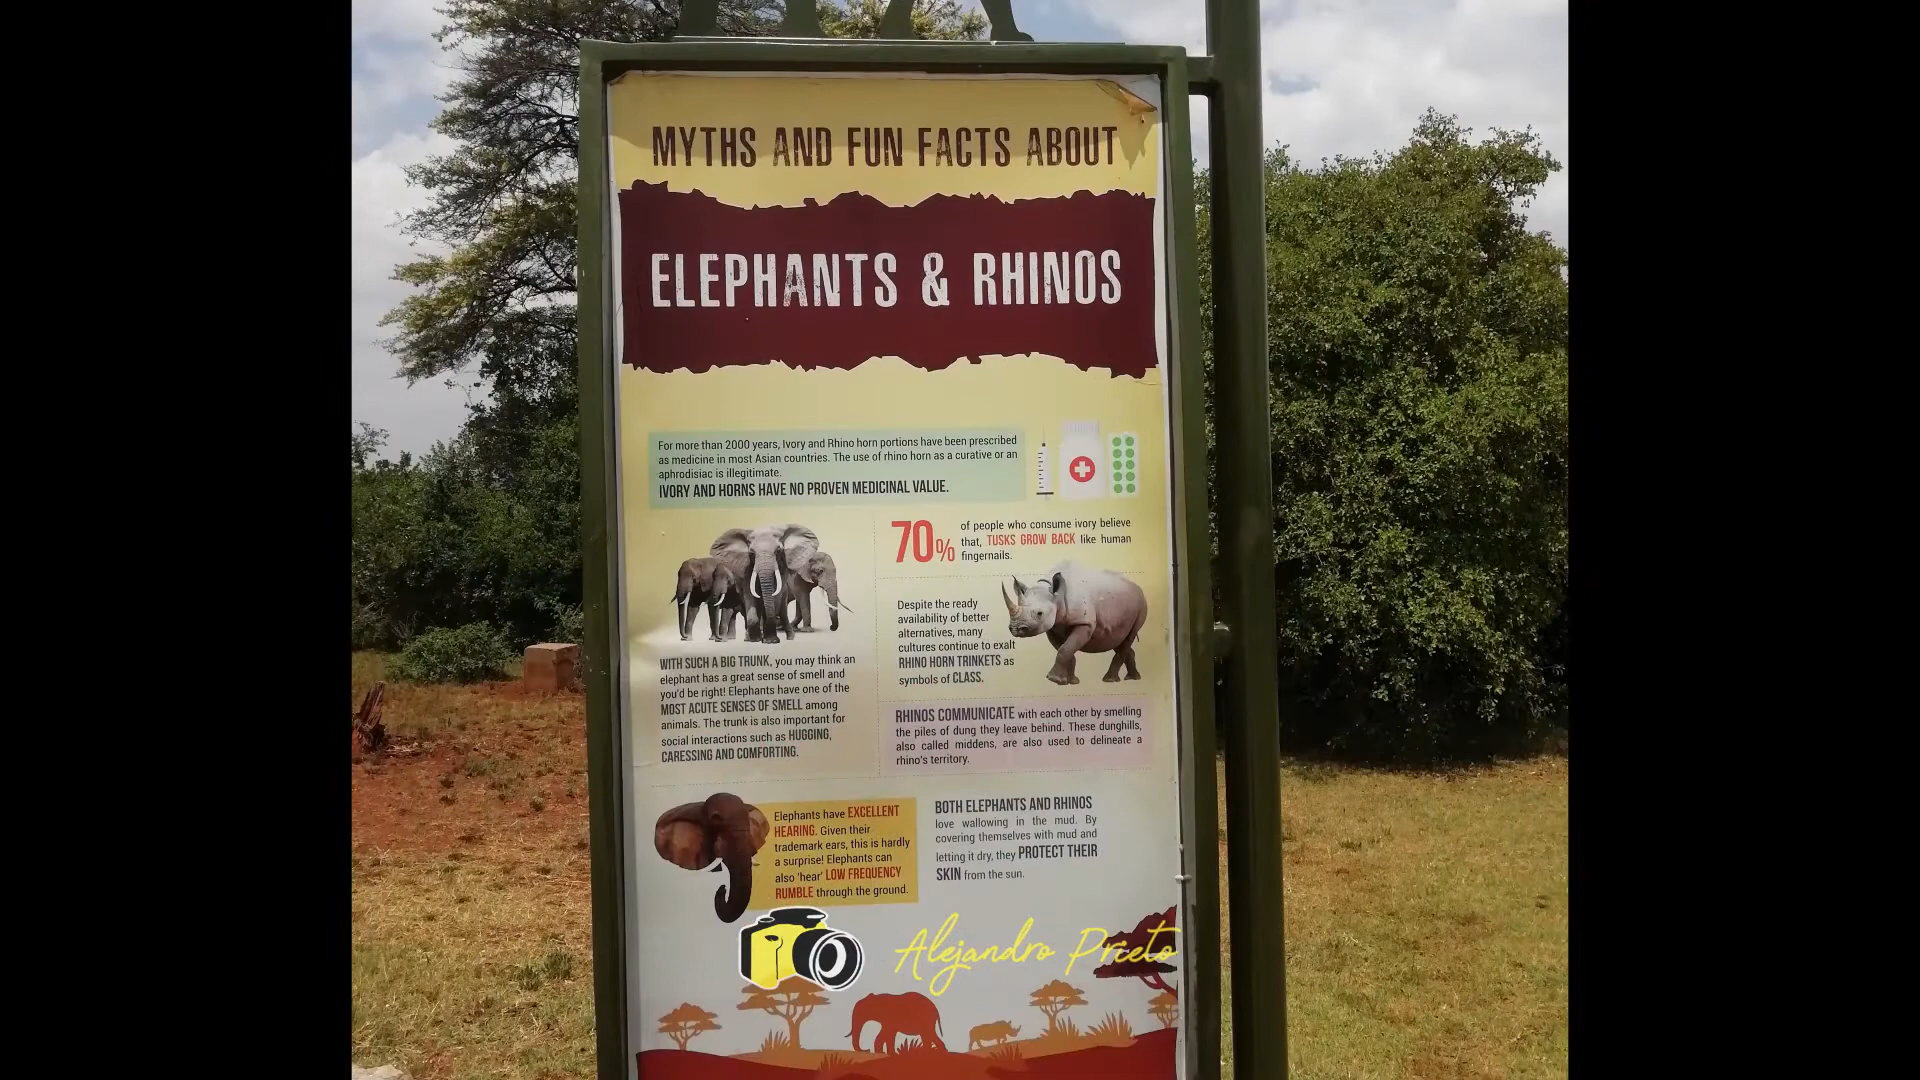 MYTHS AND FUN FACTS ABOUT
ELEPHANTS & RHINOS
For more than 2000 years, Ivory and Rhino horn portions have been prescribed
as medicine in most Asian countries. The use of rhino horn as a curative or an
aphrodisiac is illegitimate.
IVORY AND HORNS HAVE NO PROVEN MEDICINAL VALUE.
70% of people who consume ivory believe
that, TUSKS GROW BACK like human
fingernails.
Despite the ready
availability of better
alternatives, many
cultures continue to exalt
RHINO HORN TRINKETS as
symbols of CLASS.
WITH SUCH A BIG TRUNK, you may think an
elephant has a great sense of smell and
you'd be right! Elephants have one of the
MOST ACUTE SENSES OF SMELL among
animals. The trunk is also important for
social interactions such as HUGGING,
CARESSING AND COMFORTING.
RHINOS COMMUNICATE with each other by smelling
the piles of dung they leave behind. These dunghills,
also called middens, are also used to delineate a
rhino's territory.
Elephants have EXCELLENT
HEARING. Given their
trademark ears, this is hardly
a surprise! Elephants can
also 'hear' LOW FREQUENCY
RUMBLE through the ground.
BOTH ELEPHANTS AND RHINOS
love wallowing in the mud. By
covering themselves with mud and
letting it dry, they PROTECT THEIR
SKIN from the sun.
Alejandro Prieto